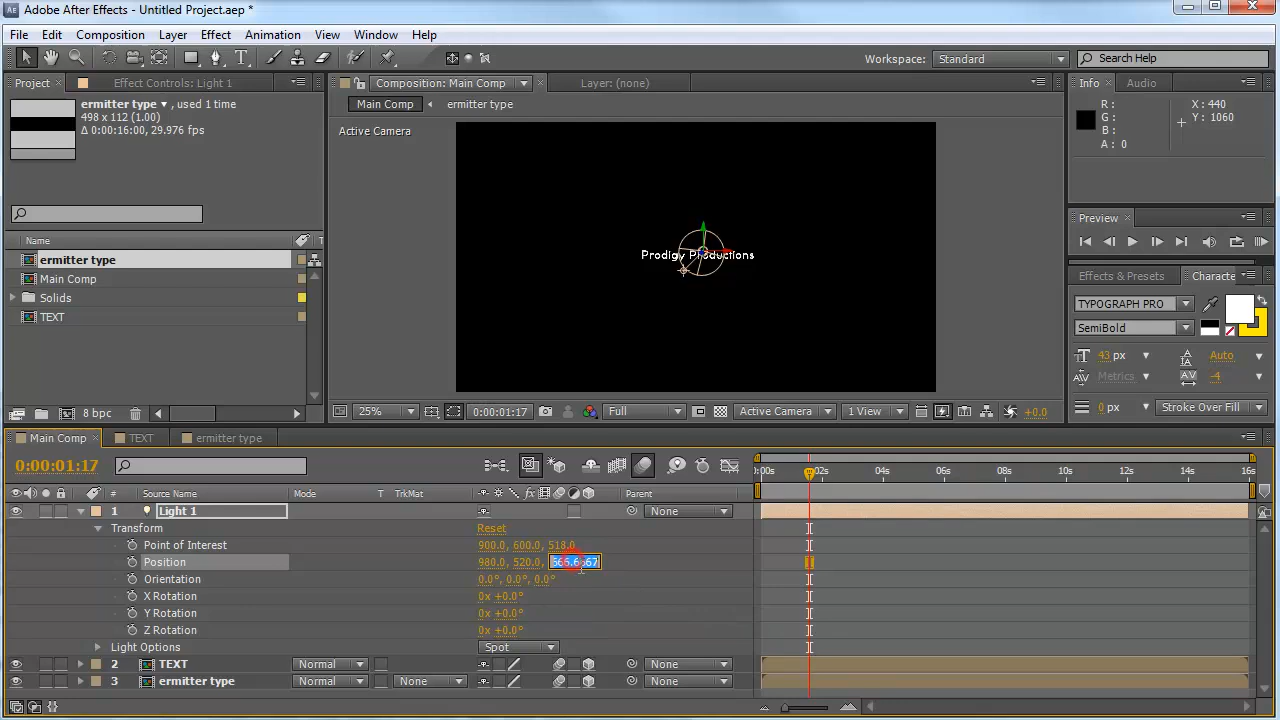 Adobe After Effects - Untitled Project.aep *
File Edit Composition Layer Effect Animation View Window Help
Workspace: Standard Search Help
Project Effect Controls: Light 1 Composition: Main Comp Layer: (none) Info Audio
ermitter type ▾ , used 1 time
498 x 112 (1.00)
Δ 0:00:16:00, 29.976 fps
Main Comp ermitter type
Active Camera
R : X : 440
G : Y : 1060
B :
A : 0
Prodigy Productions
Preview
Name T
ermitter type
Main Comp
Solids
TEXT
Effects & Presets Characte
TYPOGRAPH PRO
SemiBold
43 px Auto
Metrics -4
0 px Stroke Over Fill
8 bpc 25% 0:00:01:17 Full Active Camera 1 View +0.0
Main Comp TEXT ermitter type
0:00:01:17
:00s 02s 04s 06s 08s 10s 12s 14s 16s
# Source Name Mode T TrkMat fx Parent
1 Light 1 None
Transform Reset
Point of Interest 900.0, 600.0, 518.0
Position 980.0, 520.0, 566.6667
Orientation 0.0°, 0.0°, 0.0°
X Rotation 0x +0.0°
Y Rotation 0x +0.0°
Z Rotation 0x +0.0°
Light Options Spot
2 TEXT Normal None
3 ermitter type Normal None None